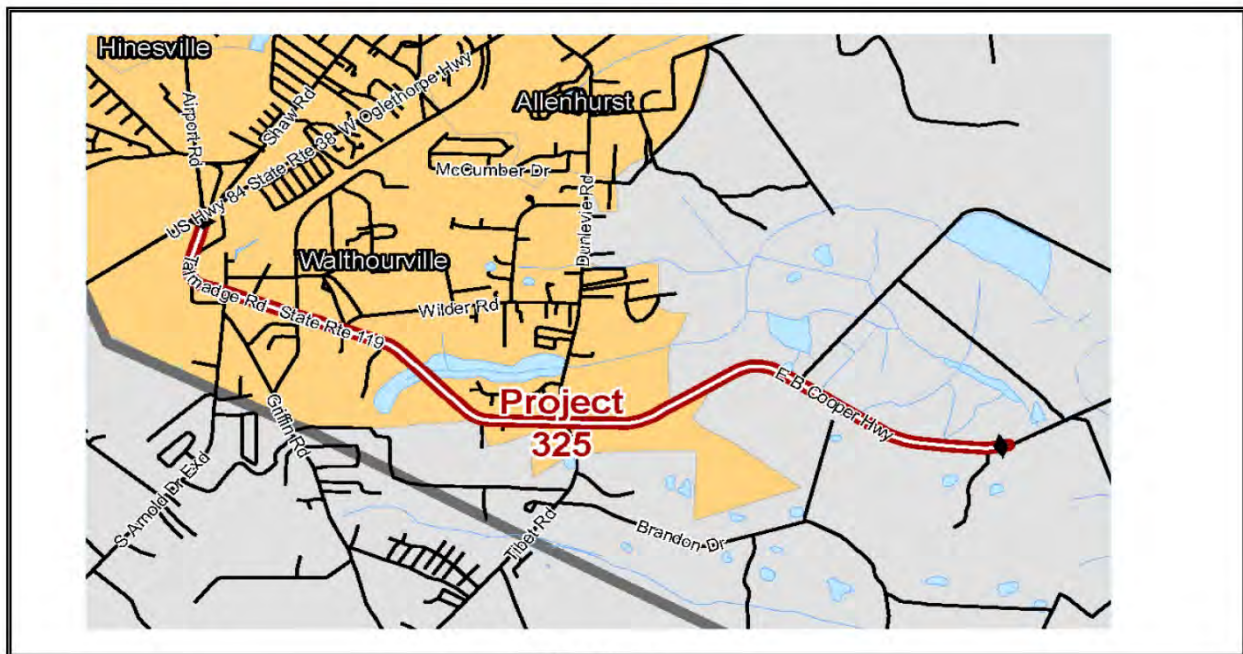 Hinesville
Airport Rd
Shaw Rd
US Hwy 84 State Rte 38 W Oglethorpe Hwy
Allenhurst
McCumber Dr
Dunlevie Rd
Walthourville
Talmadge Rd State Rte 119
Wilder Rd
Project
325
E B Cooper Hwy
Griffin Rd
S Arnold Dr Exd
Tibet Rd
Brandon Dr